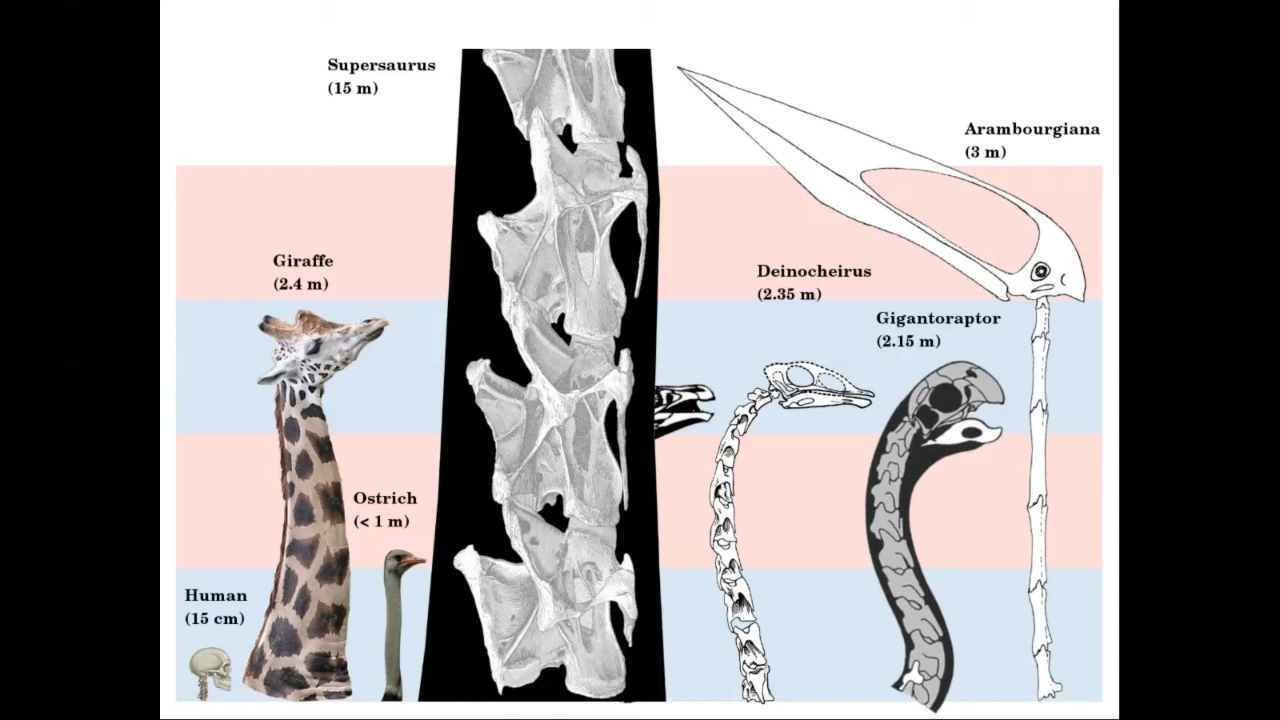 Supersaurus
(15 m)
Arambourgiana
(3 m)
Giraffe
(2.4 m)
Deinocheirus
(2.35 m)
Gigantoraptor
(2.15 m)
Ostrich
(< 1 m)
Human
(15 cm)